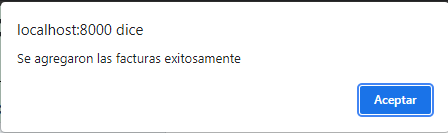 localhost:8000 dice
Se agregaron las facturas exitosamente
Aceptar